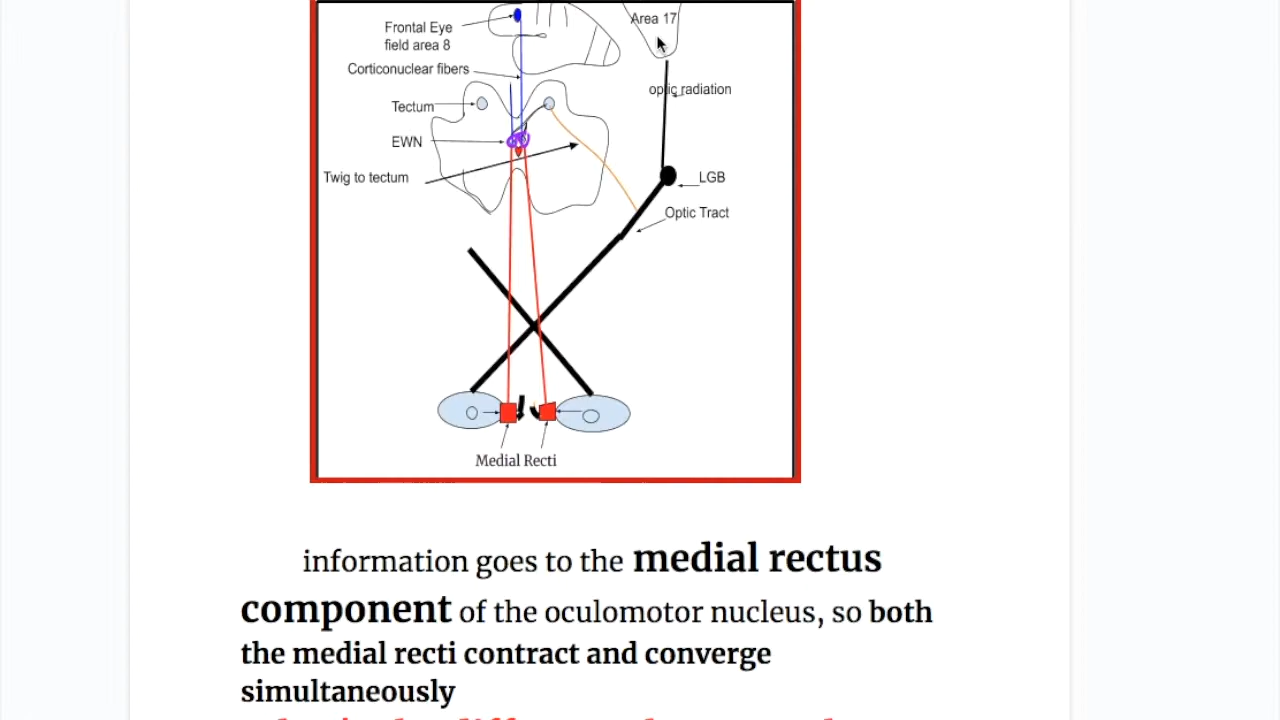 Frontal Eye
field area 8
Area 17
Corticonuclear fibers
optic radiation
Tectum
EWN
Twig to tectum
LGB
Optic Tract
Medial Recti
information goes to the medial rectus
component of the oculomotor nucleus, so both
the medial recti contract and converge
simultaneously